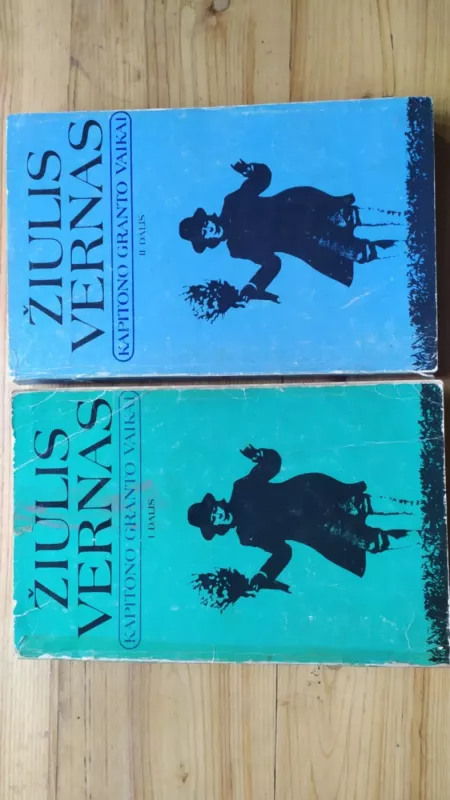 ŽIULIS
VERNAS
KAPITONO GRANTO VAIKAI
II DALIS
ŽIULIS
VERNAS
KAPITONO GRANTO VAIKAI
I DALIS